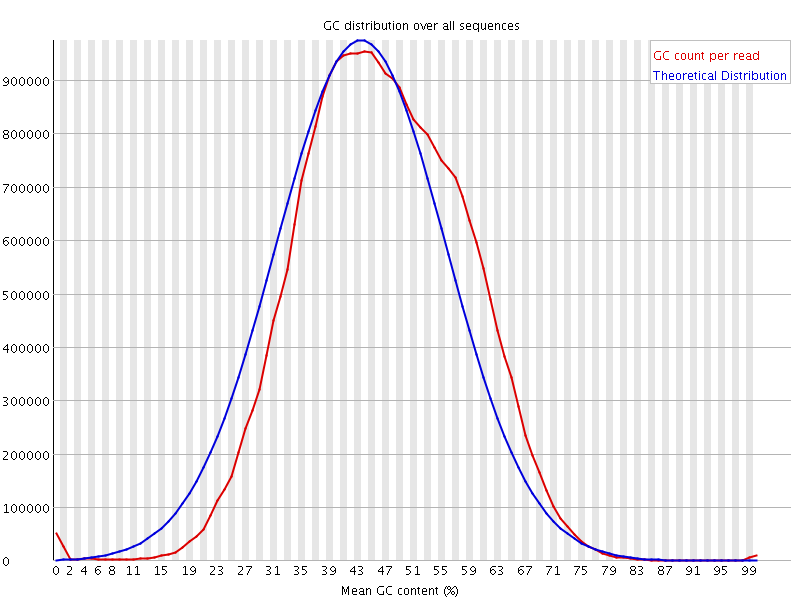 GC distribution over all sequences
GC count per read
Theoretical Distribution
900000
800000
700000
600000
500000
400000
300000
200000
100000
0
0 2 4 6 8 11 15 19 23 27 31 35 39 43 47 51 55 59 63 67 71 75 79 83 87 91 95 99
Mean GC content (%)